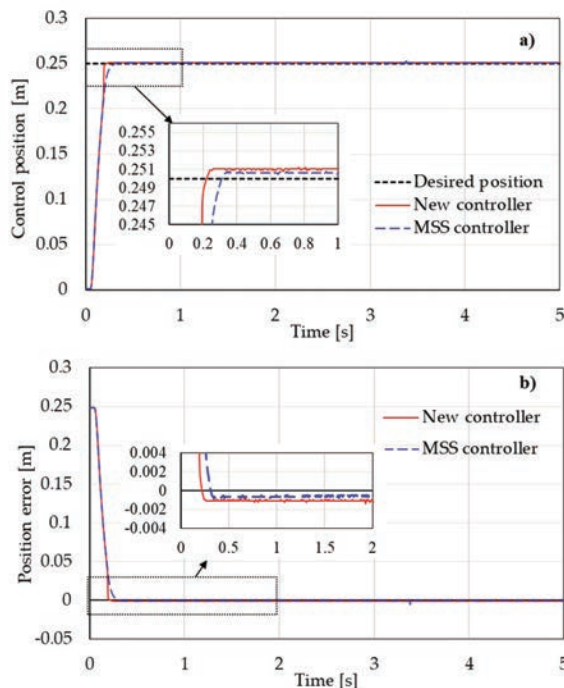 a)
0.3
0.25
0.2
0.15
0.1
0.05
0
Control position [m]
0.255
0.253
0.251
0.249
0.247
0.245
0 0.2 0.4 0.6 0.8 1
Desired position
New controller
MSS controller
0 1 2 3 4 5
Time [s]
b)
0.3
0.25
0.2
0.15
0.1
0.05
0
-0.05
Position error [m]
New controller
MSS controller
0.004
0.002
0
-0.002
-0.004
0 0.5 1 1.5 2
0 1 2 3 4 5
Time [s]